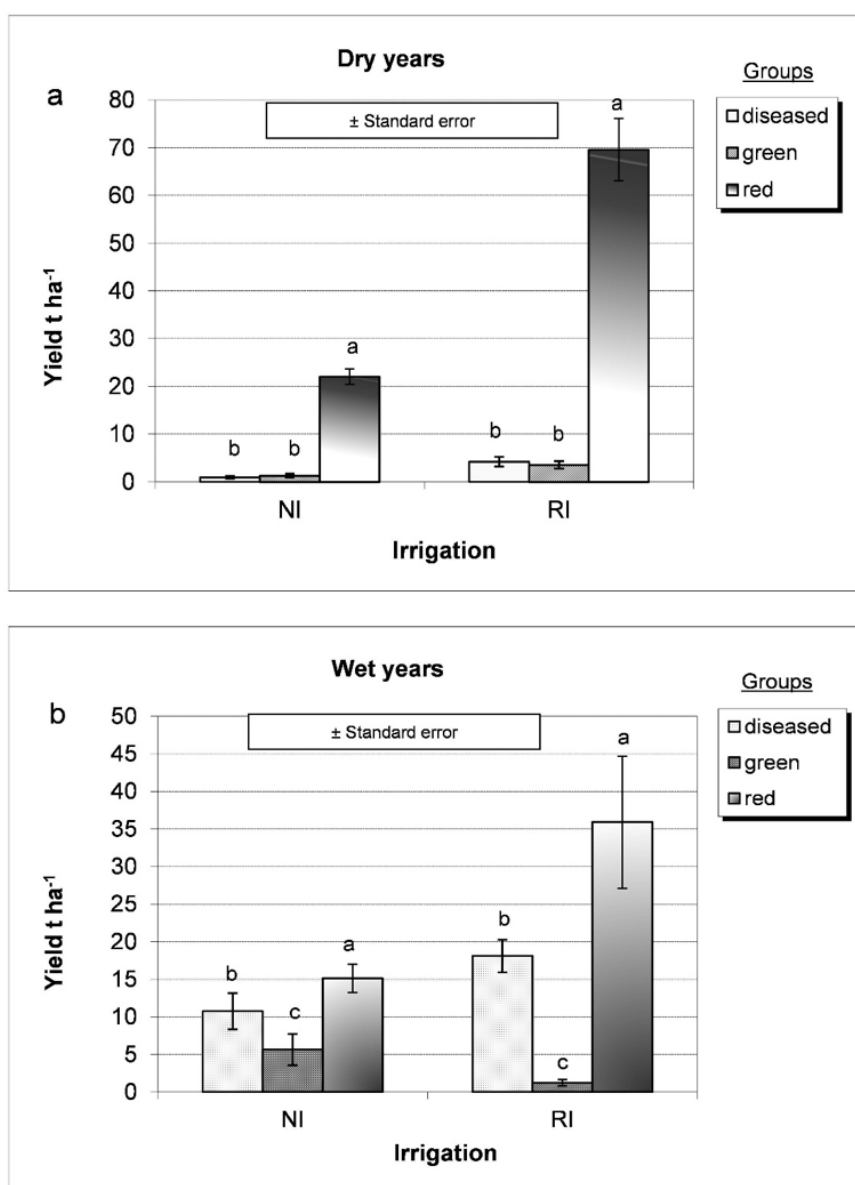 Dry years
a
Groups
diseased
green
red
± Standard error
Yield t ha⁻¹
80
70
60
50
40
30
20
10
0
b
b
a
b
b
a
NI
RI
Irrigation
Wet years
b
Groups
diseased
green
red
± Standard error
Yield t ha⁻¹
50
45
40
35
30
25
20
15
10
5
0
b
c
a
b
c
a
NI
RI
Irrigation